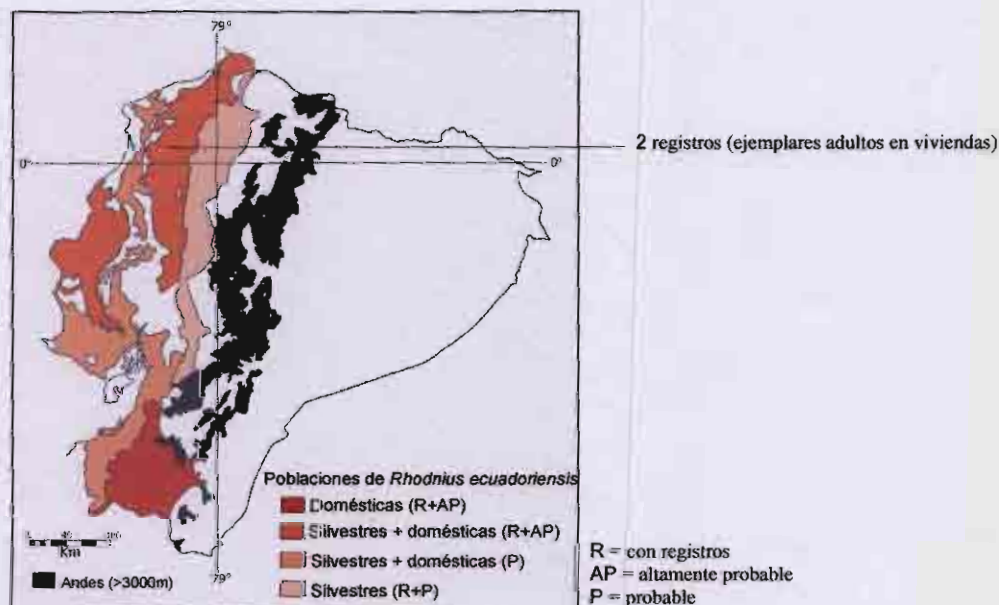 79°
0°
0°
2 registros (ejemplares adultos en viviendas)
Poblaciones de Rhodnius ecuadoriensis
Domésticas (R+AP)
Silvestres + domésticas (R+AP)
Silvestres + domésticas (P)
Silvestres (R+P)
Km
Andes (>3000m)
79°
R = con registros
AP = altamente probable
P = probable